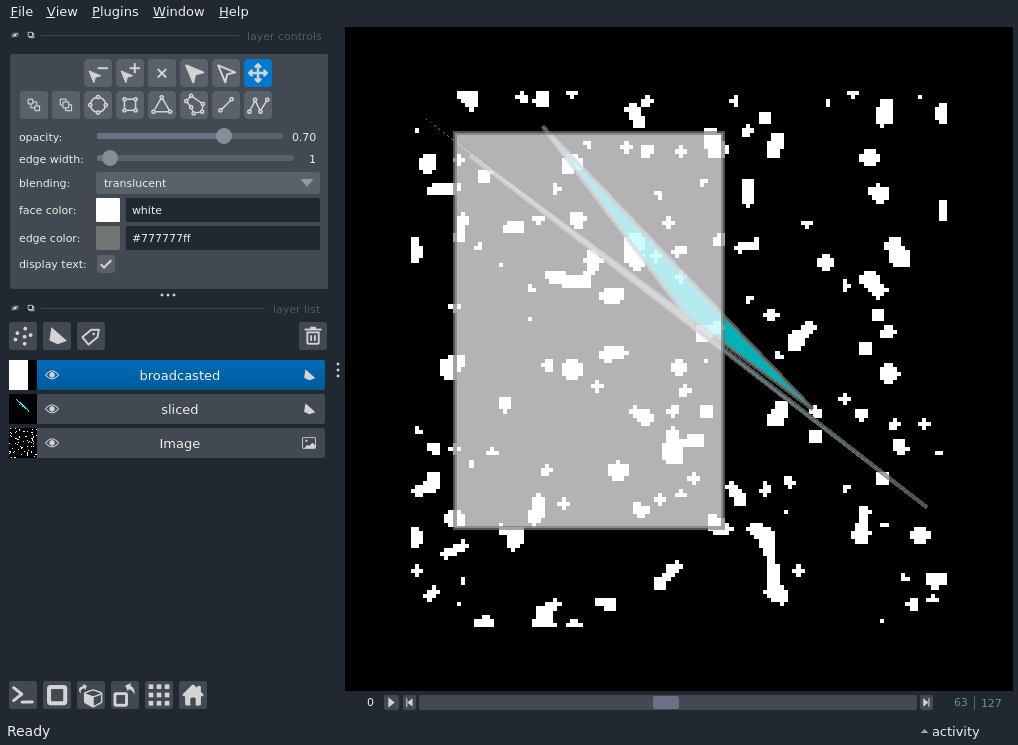 File View Plugins Window Help
layer controls
opacity: 0.70
edge width: 1
blending: translucent
face color: white
edge color: #777777ff
display text:
layer list
broadcasted
sliced
Image
0 63 127
Ready activity